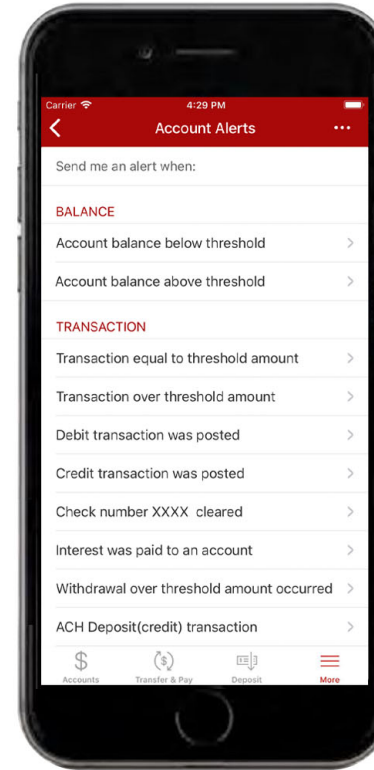 Carrier 4:29 PM
Account Alerts
Send me an alert when:
BALANCE
Account balance below threshold
Account balance above threshold
TRANSACTION
Transaction equal to threshold amount
Transaction over threshold amount
Debit transaction was posted
Credit transaction was posted
Check number XXXX cleared
Interest was paid to an account
Withdrawal over threshold amount occurred
ACH Deposit(credit) transaction
Accounts Transfer & Pay Deposit More